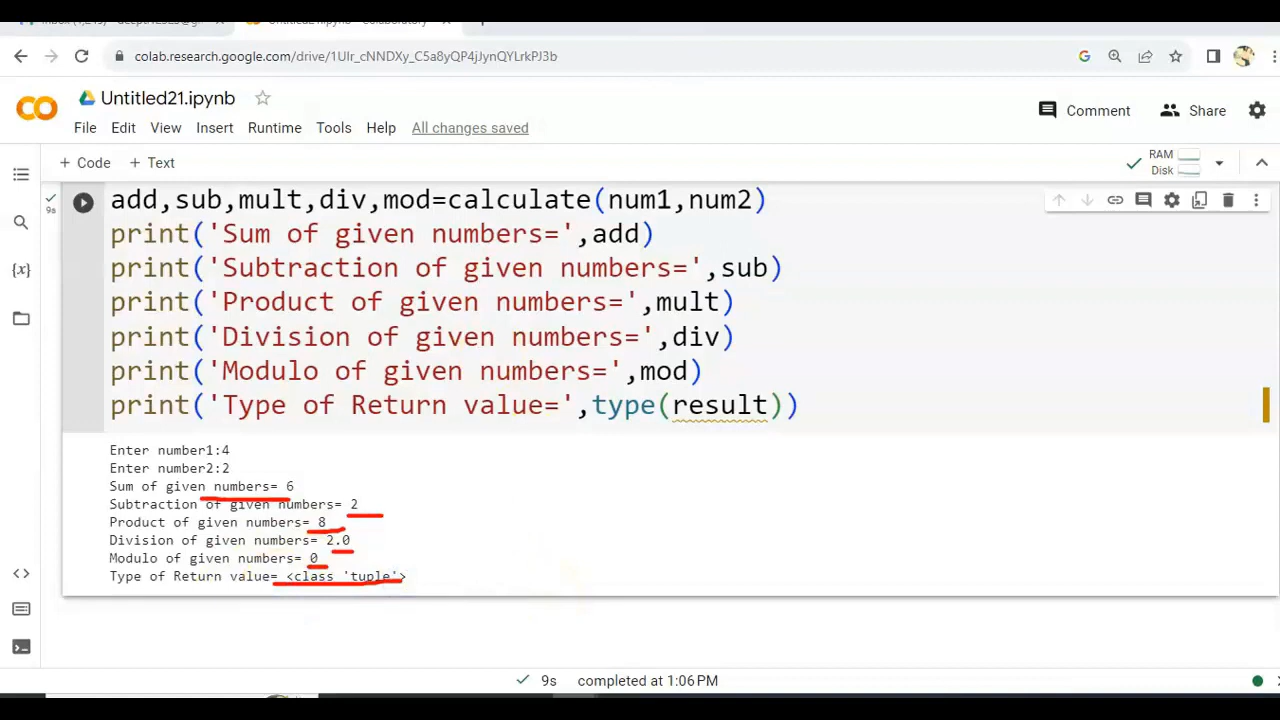 colab.research.google.com/drive/1UIr_cNNDXy_C5a8yQP4jJynQYLrkPJ3b
Untitled21.ipynb
Comment
Share
File Edit View Insert Runtime Tools Help All changes saved
+ Code + Text
RAM
Disk
9s
add,sub,mult,div,mod=calculate(num1,num2)
print('Sum of given numbers=',add)
print('Subtraction of given numbers=',sub)
print('Product of given numbers=',mult)
print('Division of given numbers=',div)
print('Modulo of given numbers=',mod)
print('Type of Return value=',type(result))
Enter number1:4
Enter number2:2
Sum of given numbers= 6
Subtraction of given numbers= 2
Product of given numbers= 8
Division of given numbers= 2.0
Modulo of given numbers= 0
Type of Return value= <class 'tuple'>
9s completed at 1:06 PM